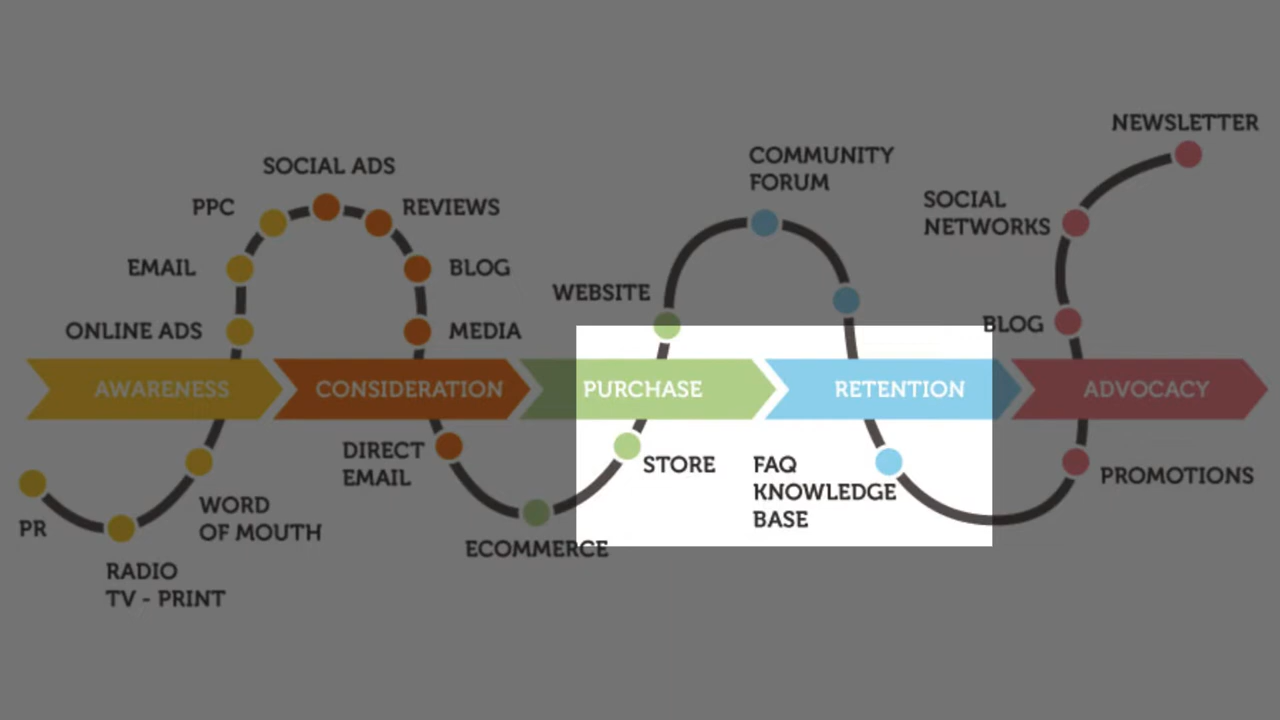 NEWSLETTER
SOCIAL ADS
COMMUNITY
FORUM
PPC
REVIEWS
SOCIAL
NETWORKS
EMAIL
BLOG
WEBSITE
ONLINE ADS
MEDIA
BLOG
AWARENESS
CONSIDERATION
PURCHASE
RETENTION
ADVOCACY
DIRECT
EMAIL
STORE
FAQ
KNOWLEDGE
BASE
PROMOTIONS
PR
WORD
OF MOUTH
ECOMMERCE
RADIO
TV - PRINT